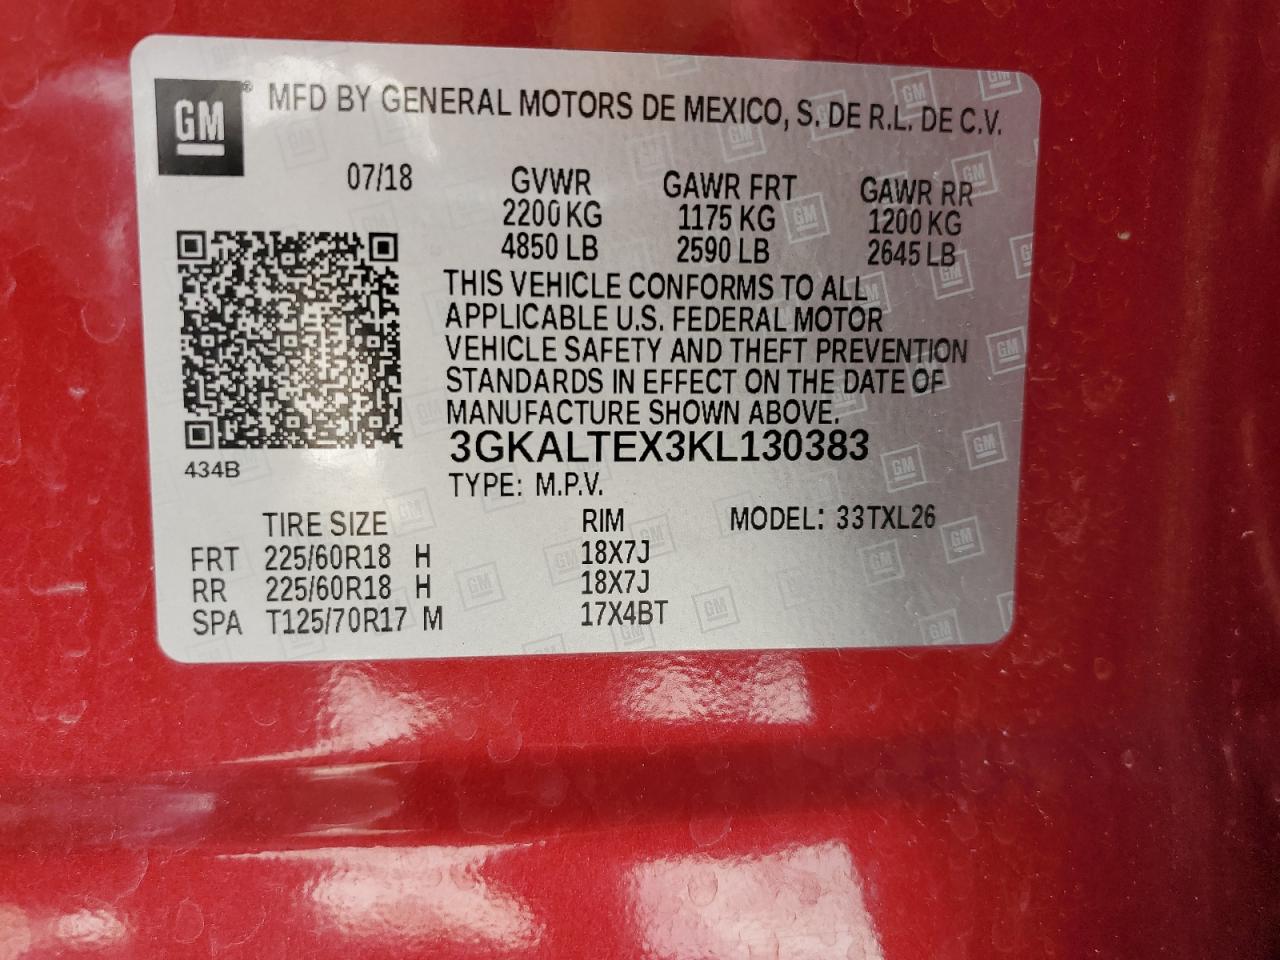 GM® MFD BY GENERAL MOTORS DE MEXICO, S. DE R.L. DE C.V.
07/18 GVWR GAWR FRT GAWR RR
2200 KG 1175 KG 1200 KG
4850 LB 2590 LB 2645 LB
THIS VEHICLE CONFORMS TO ALL
APPLICABLE U.S. FEDERAL MOTOR
VEHICLE SAFETY AND THEFT PREVENTION
STANDARDS IN EFFECT ON THE DATE OF
MANUFACTURE SHOWN ABOVE.
3GKALTEX3KL130383
434B
TYPE: M.P.V.
TIRE SIZE RIM MODEL: 33TXL26
FRT 225/60R18 H 18X7J
RR 225/60R18 H 18X7J
SPA T125/70R17 M 17X4BT